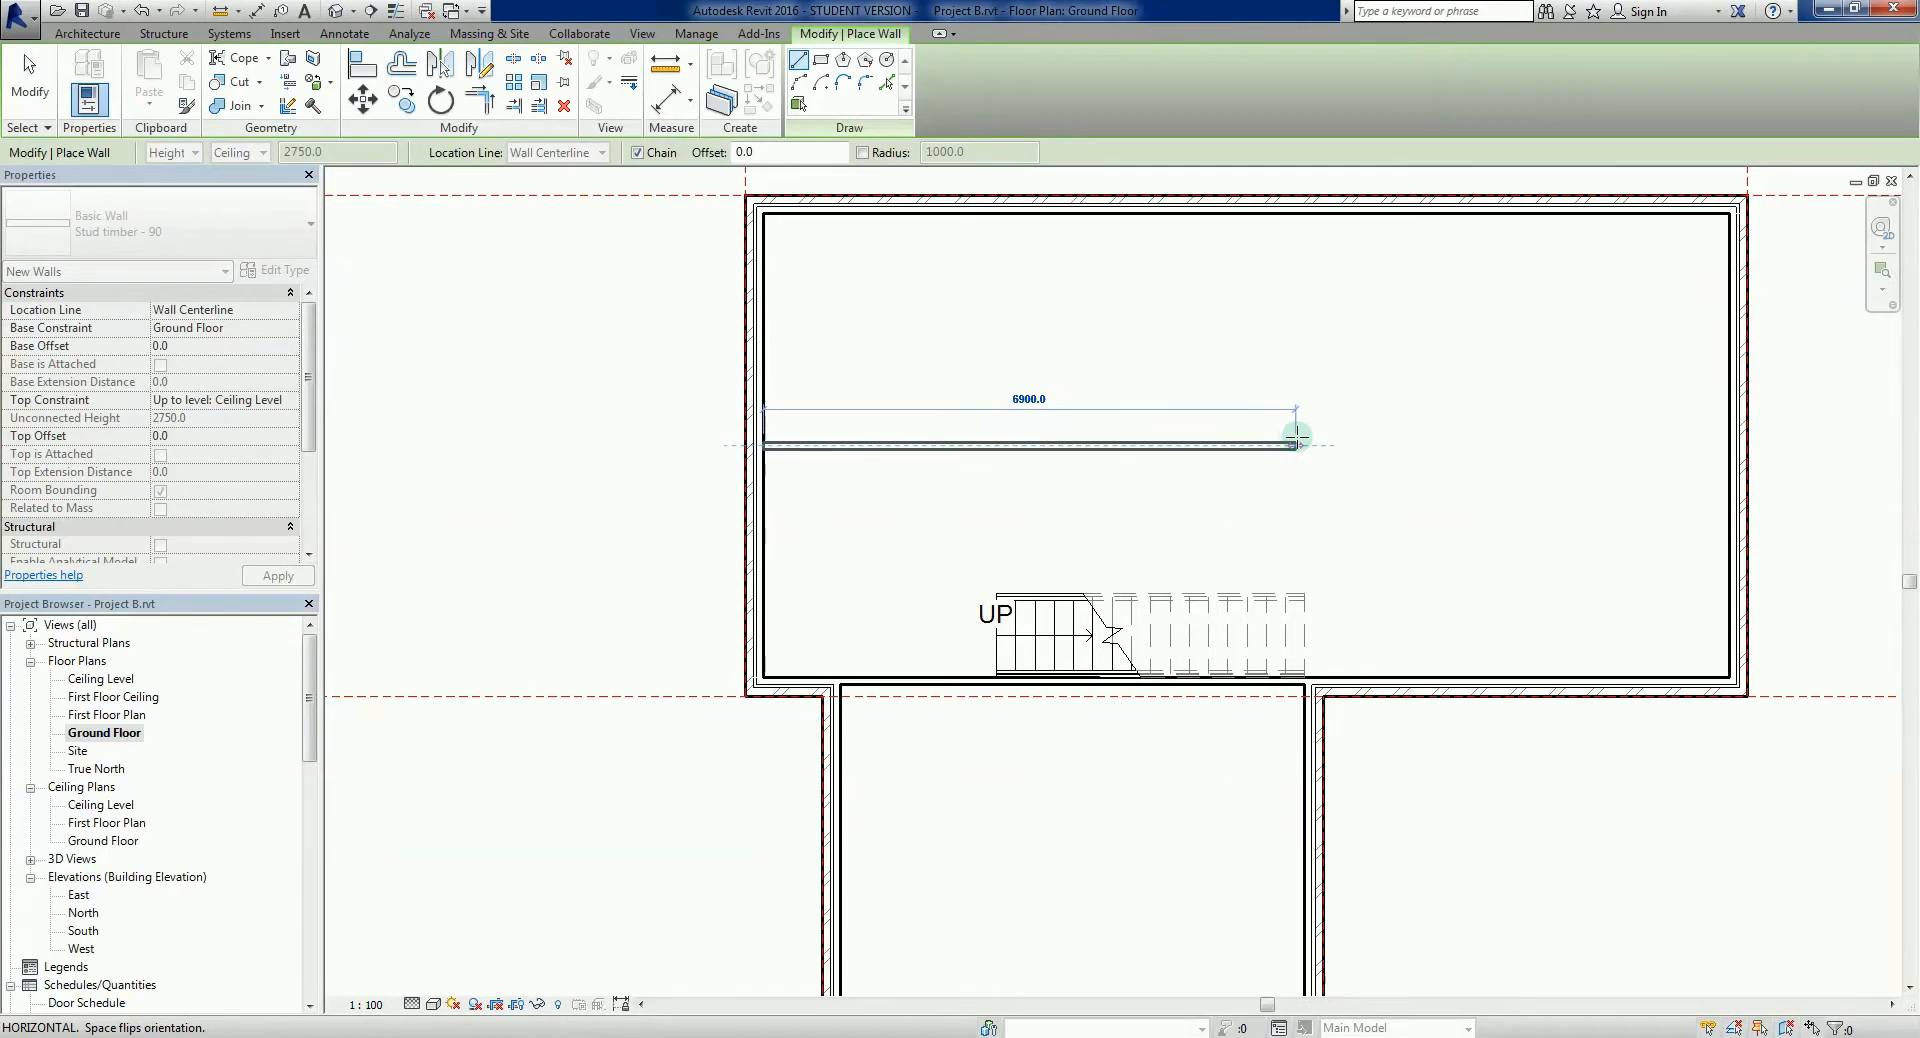 Autodesk Revit 2016 - STUDENT VERSION - Project B.rvt - Floor Plan: Ground Floor
Type a keyword or phrase
Sign In
Architecture Structure Systems Insert Annotate Analyze Massing & Site Collaborate View Manage Add-Ins Modify | Place Wall
Modify
Paste
Cope
Cut
Join
Select Properties Clipboard Geometry Modify View Measure Create Draw
Modify | Place Wall Height Ceiling 2750.0 Location Line: Wall Centerline Chain Offset: 0.0 Radius: 1000.0
Properties
Basic Wall
Stud timber - 90
New Walls Edit Type
Constraints
Location Line Wall Centerline
Base Constraint Ground Floor
Base Offset 0.0
Base is Attached
Base Extension Distance 0.0
Top Constraint Up to level: Ceiling Level
Unconnected Height 2750.0
Top Offset 0.0
Top is Attached
Top Extension Distance 0.0
Room Bounding
Related to Mass
Structural
Structural
Enable Analytical Model
Properties help Apply
Project Browser - Project B.rvt
Views (all)
Structural Plans
Floor Plans
Ceiling Level
First Floor Ceiling
First Floor Plan
Ground Floor
Site
True North
Ceiling Plans
Ceiling Level
First Floor Plan
Ground Floor
3D Views
Elevations (Building Elevation)
East
North
South
West
Legends
Schedules/Quantities
Door Schedule
6900.0
UP
2D
1 : 100
HORIZONTAL. Space flips orientation.
:0
Main Model
:0